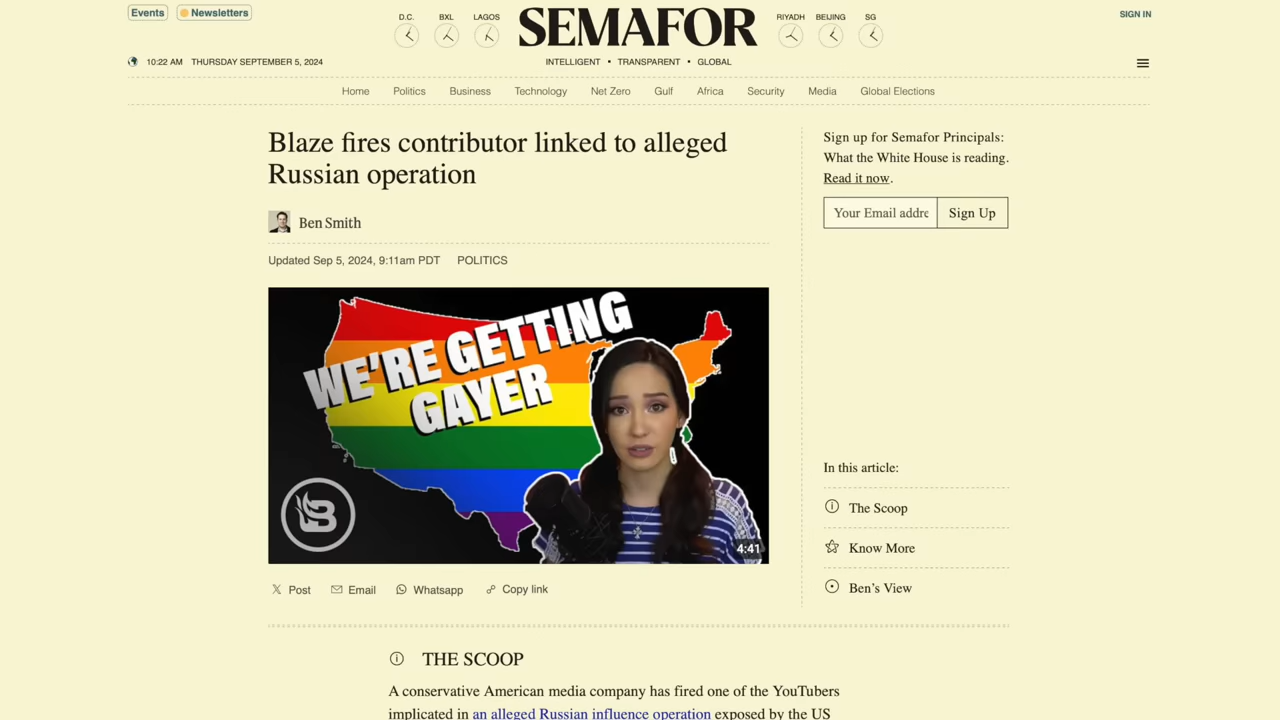 Events
Newsletters
D.C.
BXL
LAGOS
SEMAFOR
RIYADH
BEIJING
SG
SIGN IN
10:22 AM THURSDAY SEPTEMBER 5, 2024
INTELLIGENT • TRANSPARENT • GLOBAL
Home Politics Business Technology Net Zero Gulf Africa Security Media Global Elections
Blaze fires contributor linked to alleged
Russian operation
Ben Smith
Updated Sep 5, 2024, 9:11am PDT POLITICS
WE'RE GETTING
GAYER
B
4:41
Post Email Whatsapp Copy link
THE SCOOP
A conservative American media company has fired one of the YouTubers
implicated in an alleged Russian influence operation exposed by the US
Sign up for Semafor Principals:
What the White House is reading.
Read it now.
Your Email addre
Sign Up
In this article:
The Scoop
Know More
Ben's View